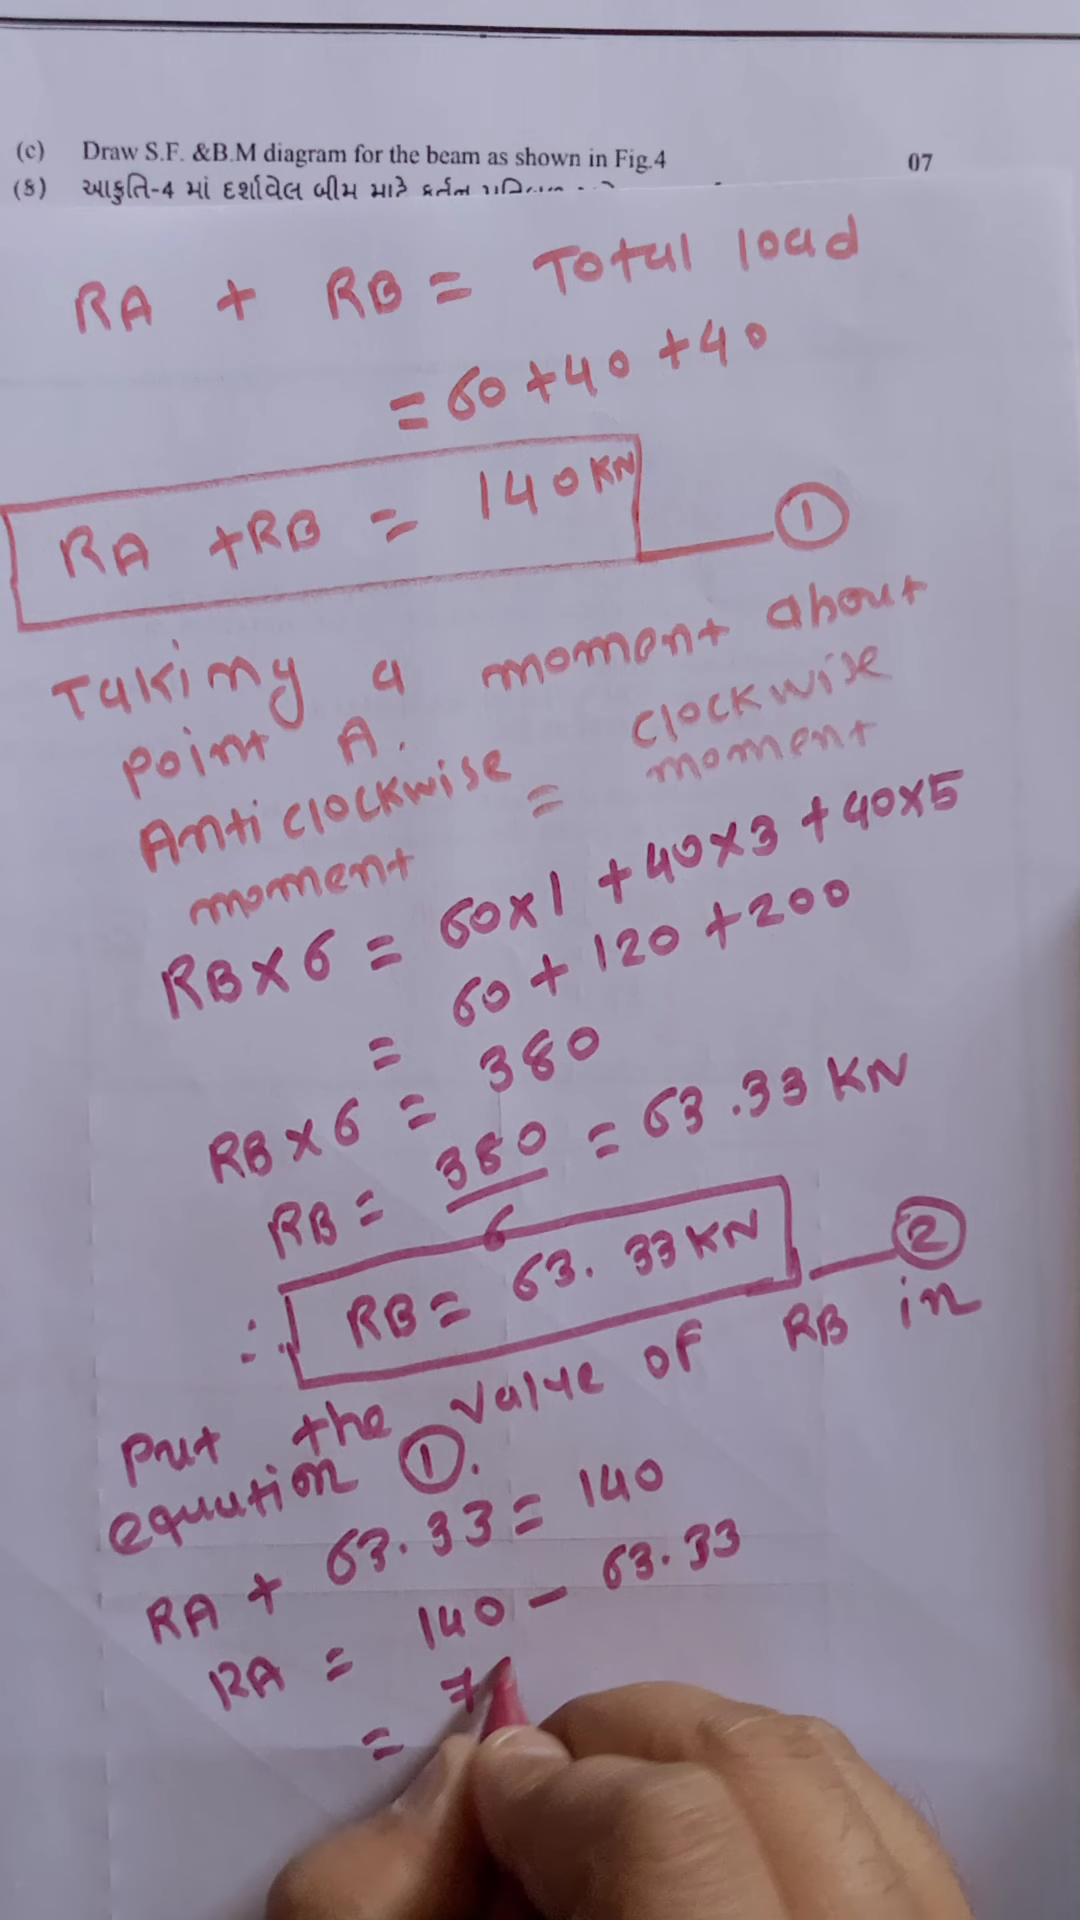 (c) Draw S.F. &B.M diagram for the beam as shown in Fig.4 07
(ક) આકૃતિ-4 માં દર્શાવેલ બીમ માટે
RA + RB = Total load
= 60+40+40
RA +RB = 140KN ①
Taking a moment about
point A.
Anticlockwise moment = clockwise moment
RB×6 = 60×1 +40×3 +40×5
= 60 + 120 +200
RB×6 = 380
RB = 380/6 = 63.33 KN
∴ RB = 63.33KN ②
Put the value of RB in
equation ①.
RA + 63.33 = 140
RA = 140 - 63.33
= 7